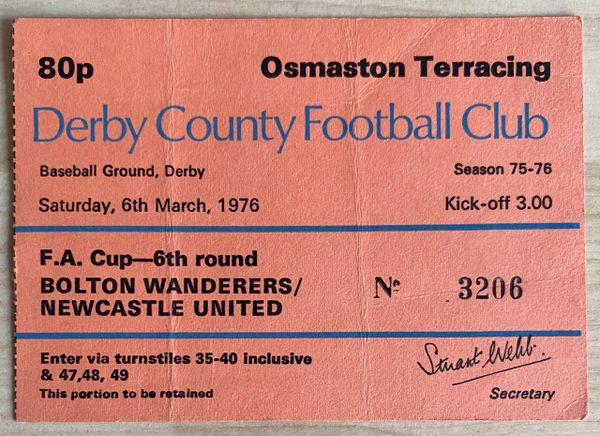 80p Osmaston Terracing
Derby County Football Club
Baseball Ground, Derby Season 75-76
Saturday, 6th March, 1976 Kick-off 3.00
F.A. Cup—6th round
BOLTON WANDERERS/
NEWCASTLE UNITED
Nº 3206
Enter via turnstiles 35-40 inclusive
& 47,48, 49
This portion to be retained
Stuart Webb.
Secretary